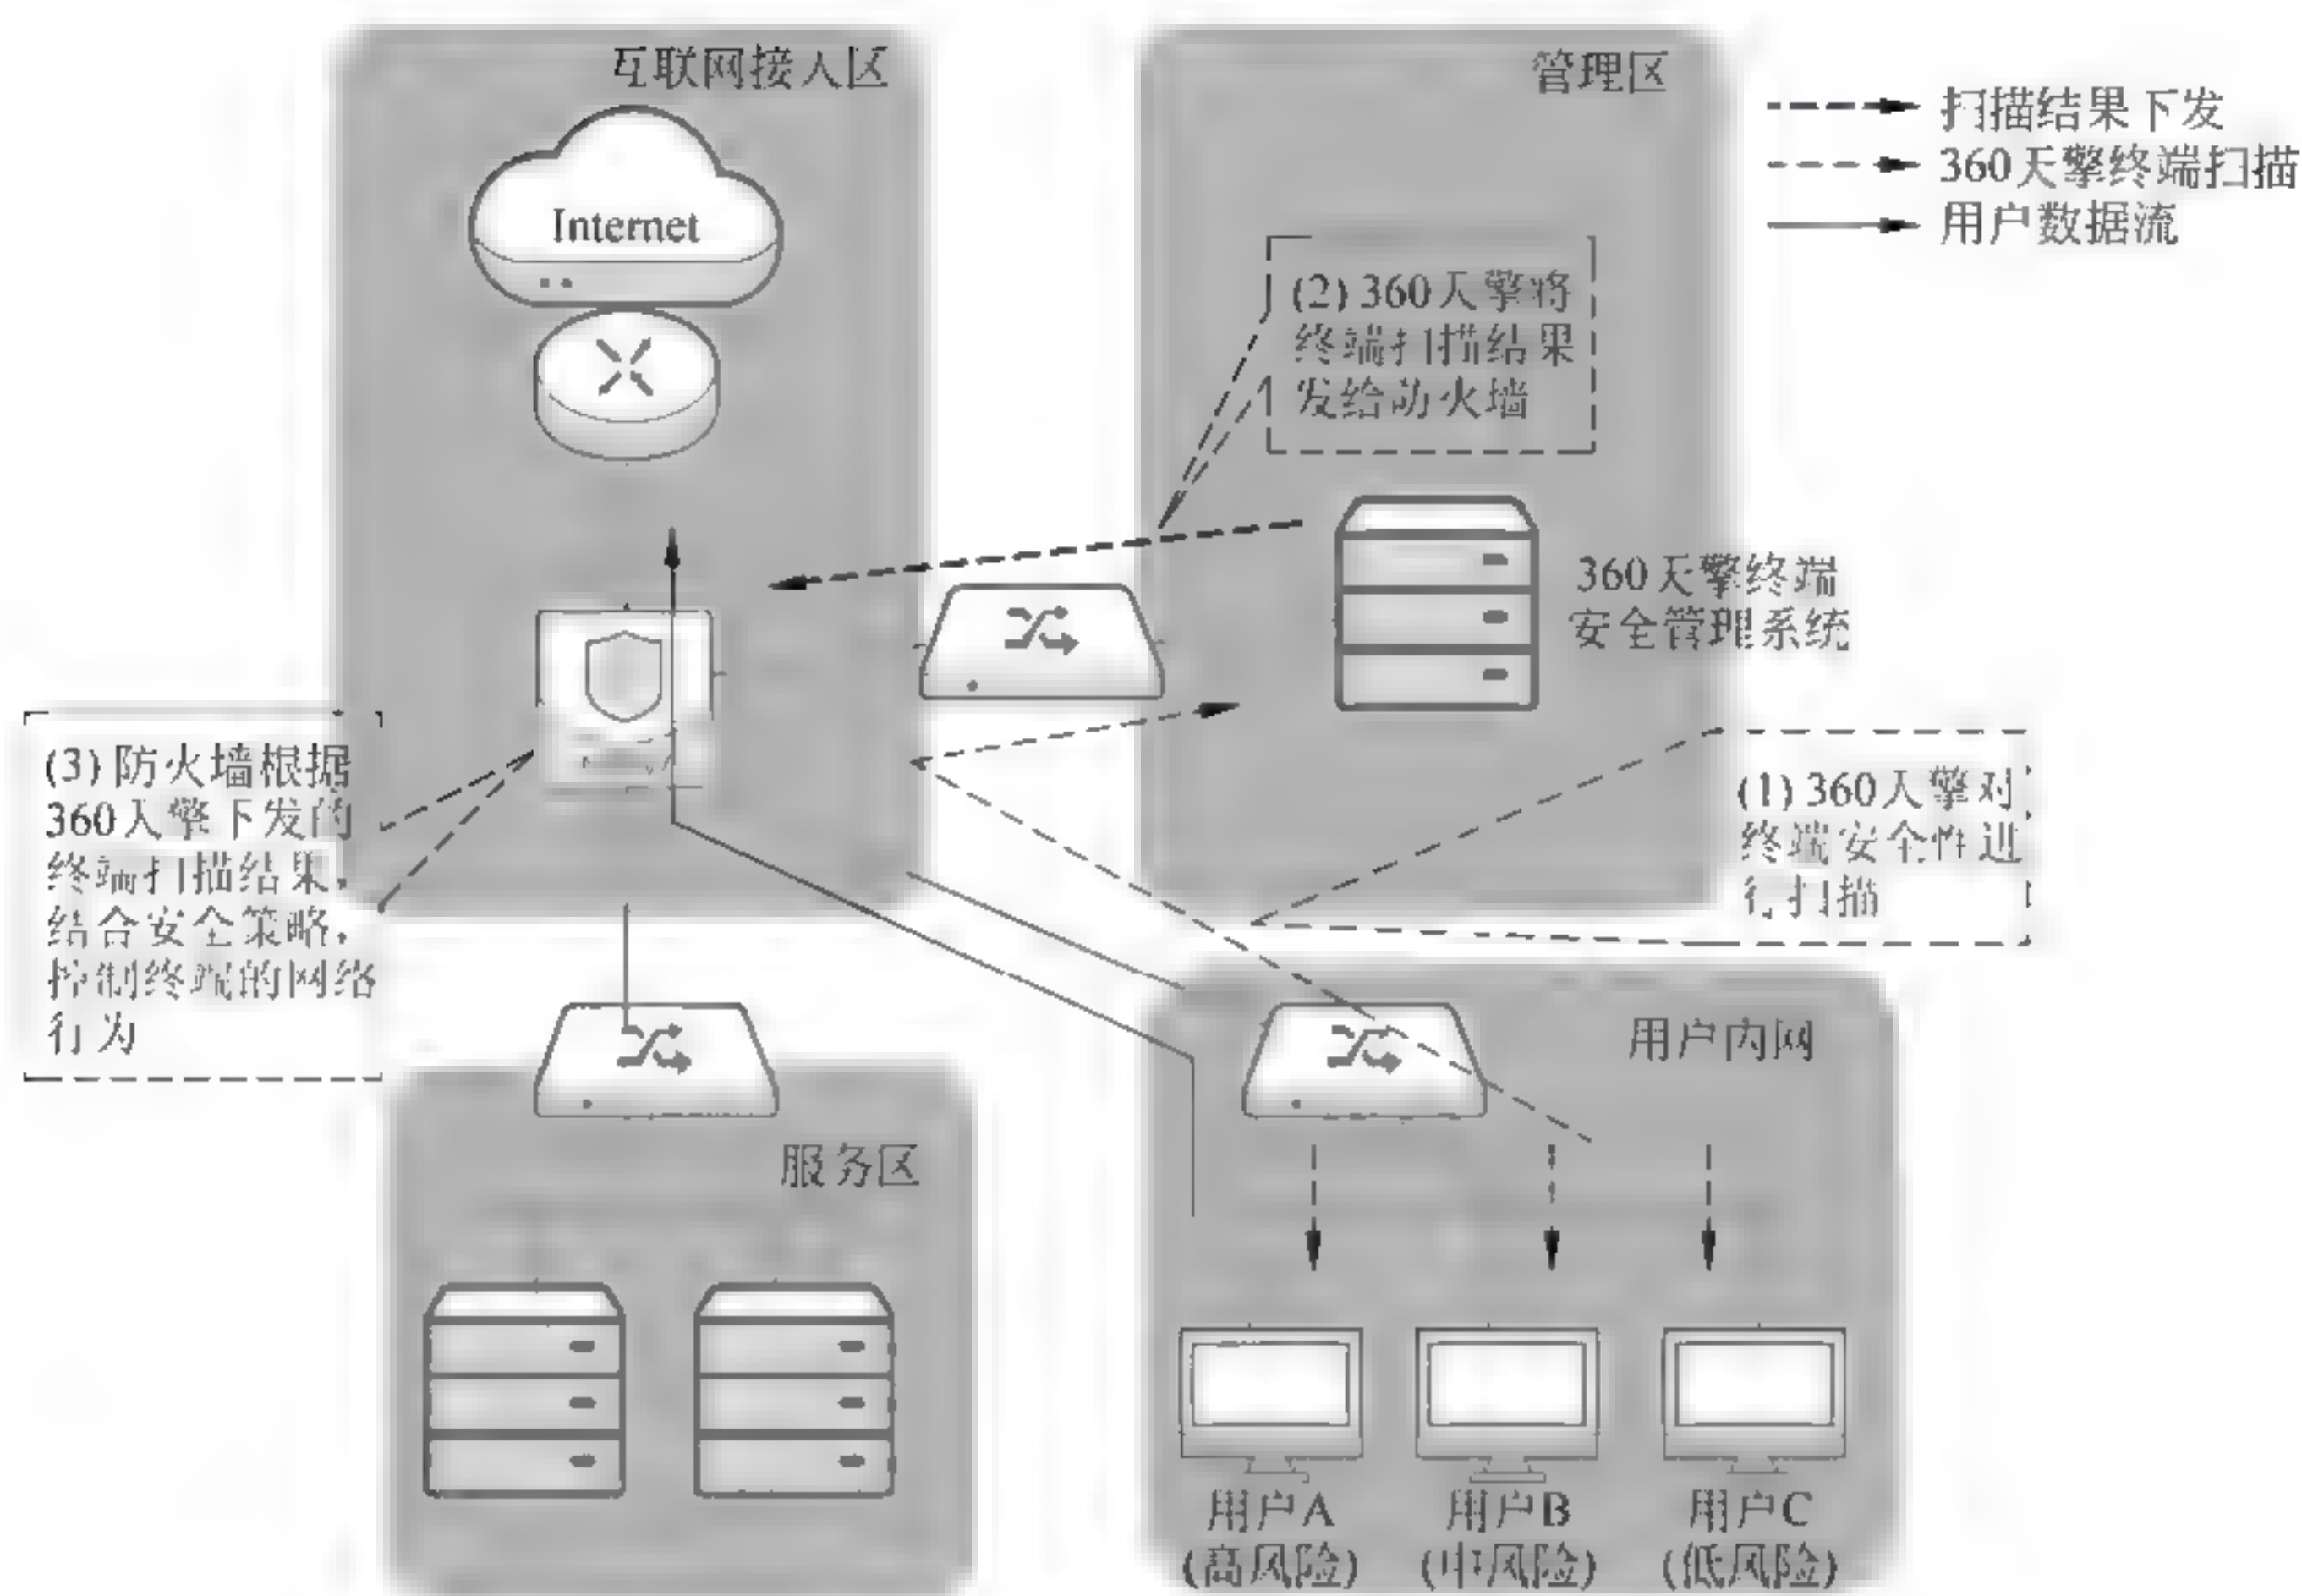 互联网接入区
Internet
管理区
扫描结果下发
360天擎终端扫描
用户数据流
(2) 360天擎将
终端扫描结果
发给防火墙
360天擎终端
安全管理系统
(3) 防火墙根据
360天擎下发的
终端扫描结果,
结合安全策略,
控制终端的网络
行为
(1) 360天擎对
终端安全性进
行扫描
服务区
用户内网
用户A
(高风险)
用户B
(中风险)
用户C
(低风险)